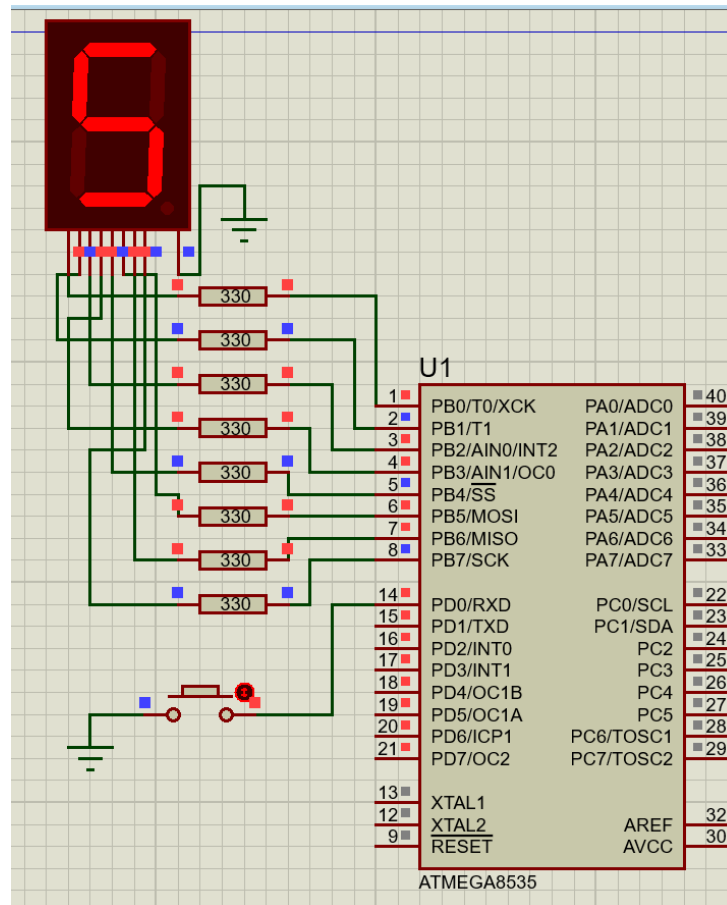 5
330
330
330
330
330
330
330
330
U1
1 PB0/T0/XCK PA0/ADC0 40
2 PB1/T1 PA1/ADC1 39
3 PB2/AIN0/INT2 PA2/ADC2 38
4 PB3/AIN1/OC0 PA3/ADC3 37
5 PB4/SS PA4/ADC4 36
6 PB5/MOSI PA5/ADC5 35
7 PB6/MISO PA6/ADC6 34
8 PB7/SCK PA7/ADC7 33
14 PD0/RXD PC0/SCL 22
15 PD1/TXD PC1/SDA 23
16 PD2/INT0 PC2 24
17 PD3/INT1 PC3 25
18 PD4/OC1B PC4 26
19 PD5/OC1A PC5 27
20 PD6/ICP1 PC6/TOSC1 28
21 PD7/OC2 PC7/TOSC2 29
13 XTAL1
12 XTAL2 AREF 32
9 RESET AVCC 30
ATMEGA8535